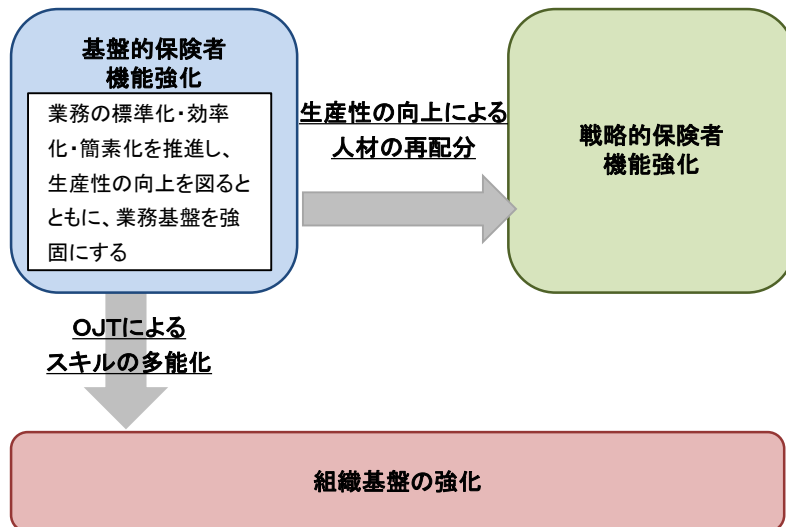 基盤的保険者
機能強化
業務の標準化・効率
化・簡素化を推進し、
生産性の向上を図ると
ともに、業務基盤を強
固にする
生産性の向上による
人材の再配分
戦略的保険者
機能強化
OJTによる
スキルの多能化
組織基盤の強化